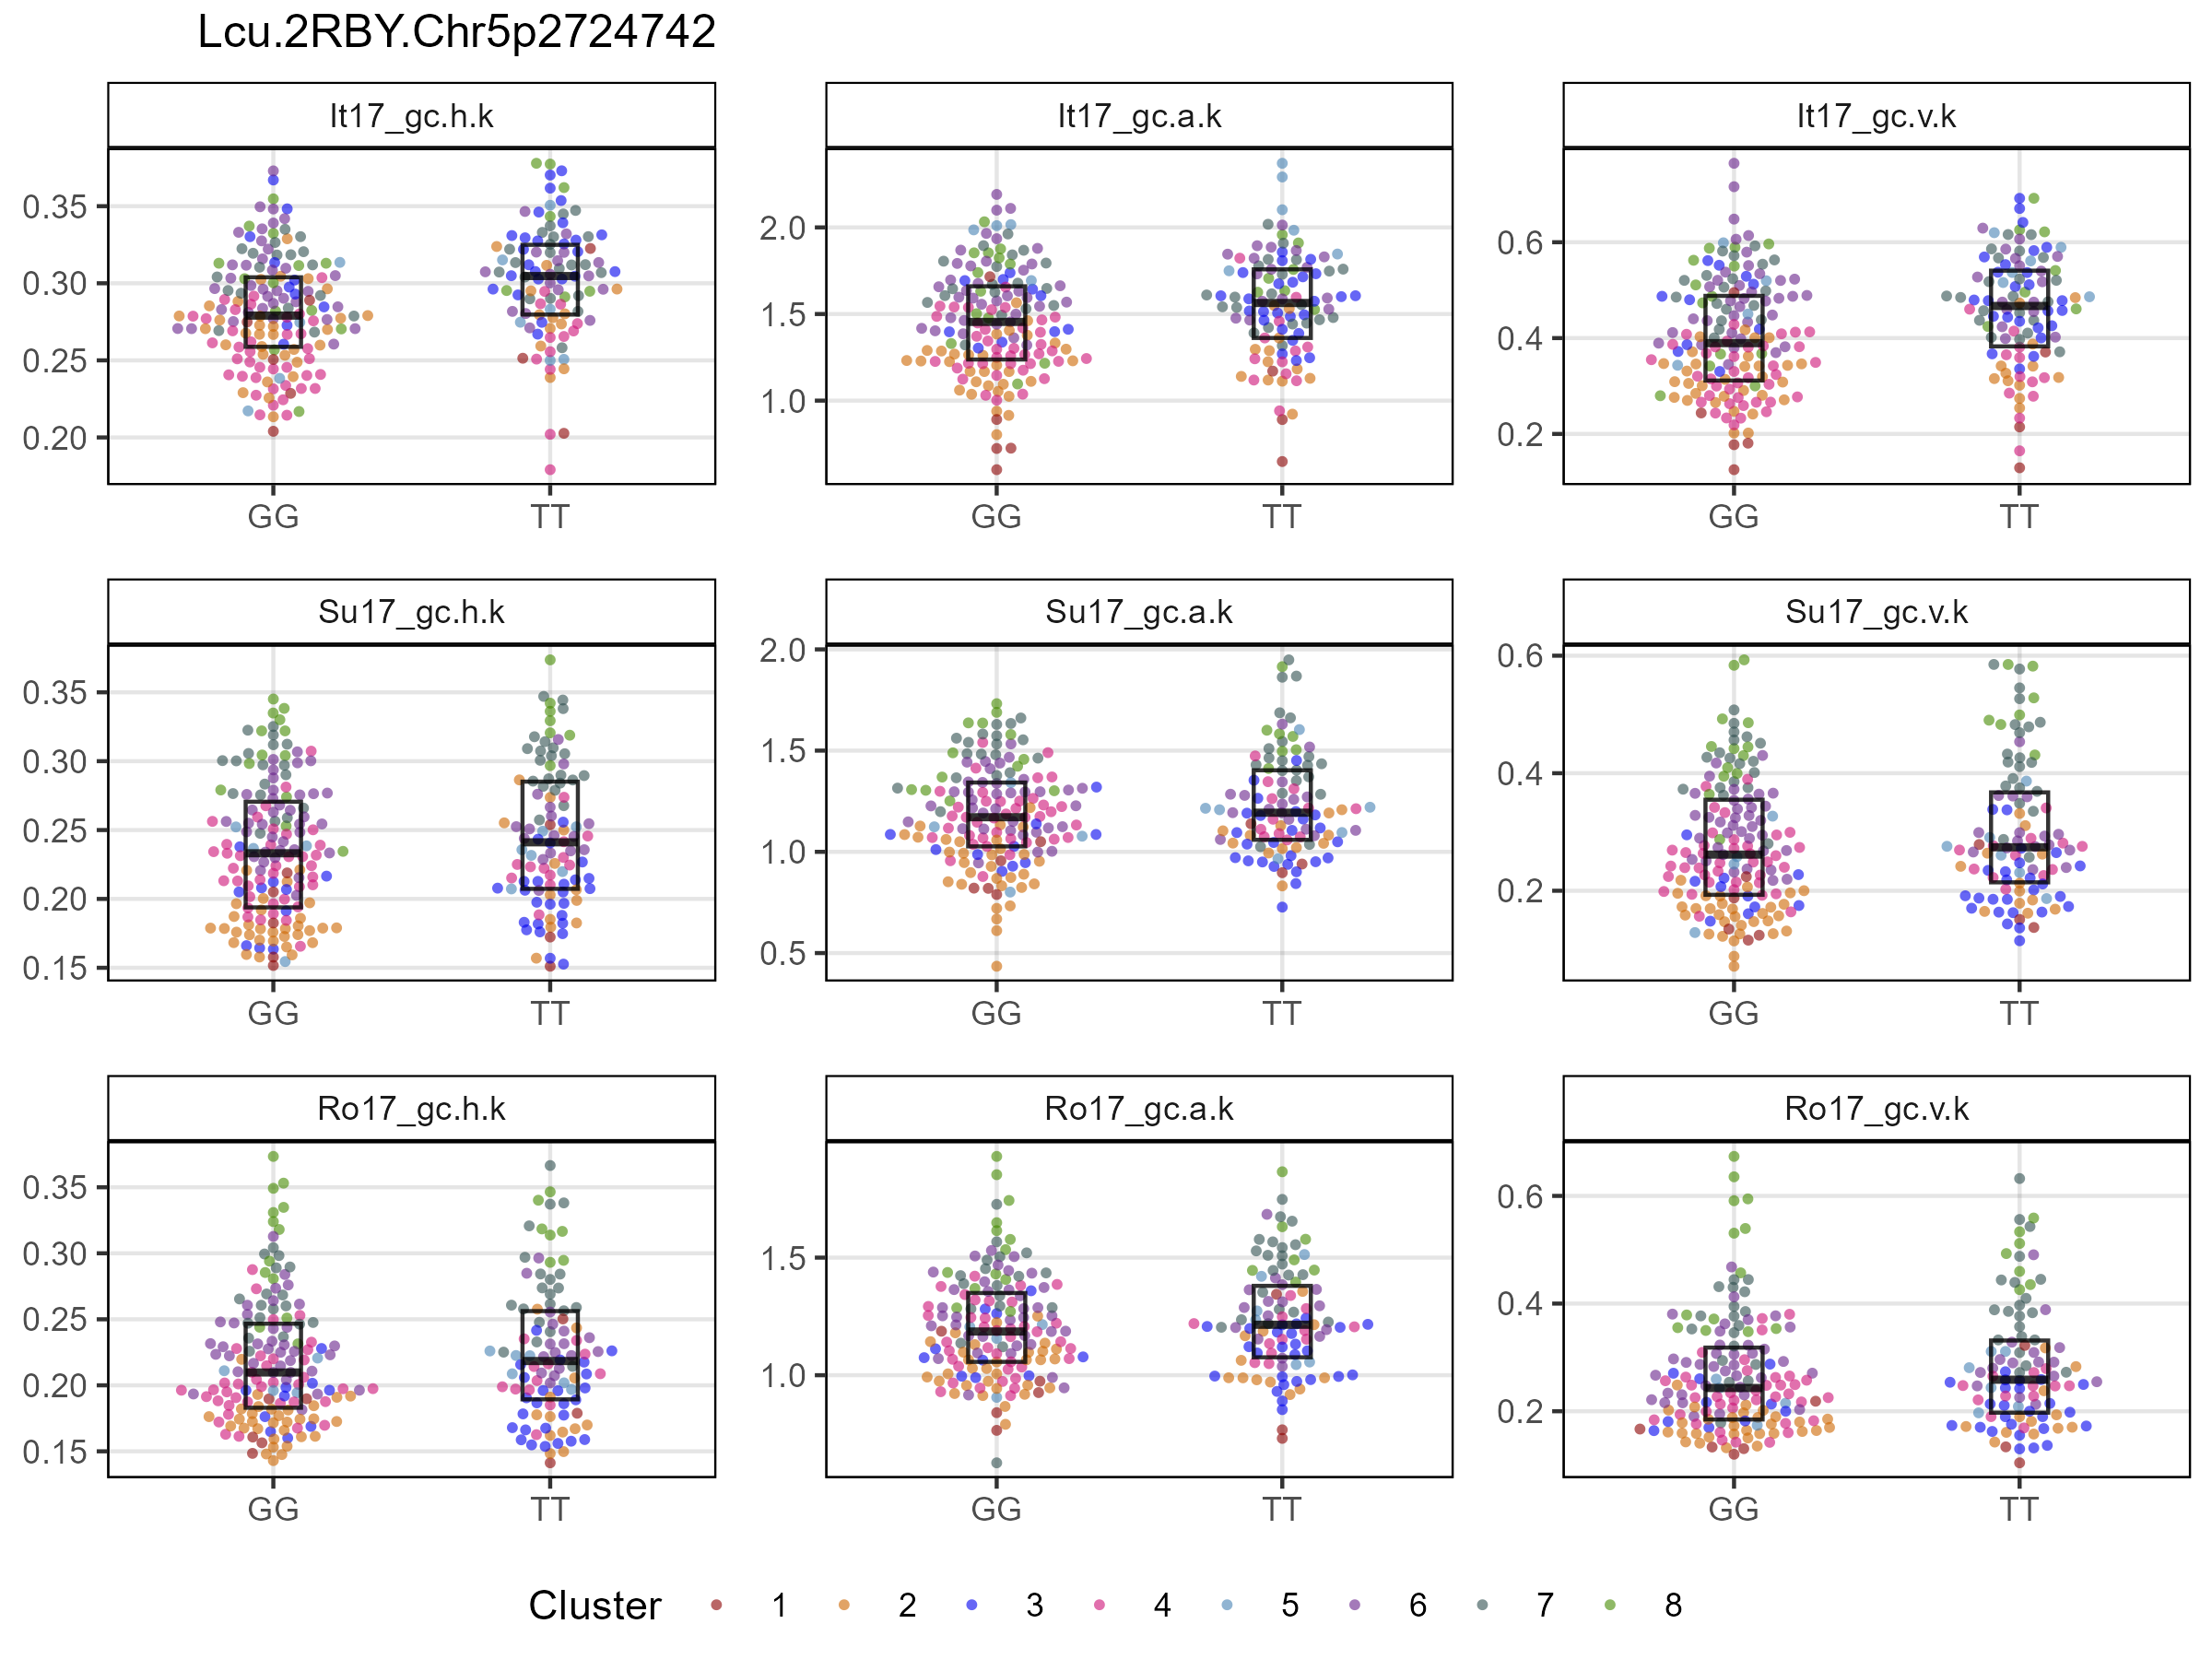 Lcu.2RBY.Chr5p2724742
It17_gc.h.k
It17_gc.a.k
It17_gc.v.k
0.35
0.30
0.25
0.20
GG
TT
2.0
1.5
1.0
GG
TT
0.6
0.4
0.2
GG
TT
Su17_gc.h.k
Su17_gc.a.k
Su17_gc.v.k
0.35
0.30
0.25
0.20
0.15
GG
TT
2.0
1.5
1.0
0.5
GG
TT
0.6
0.4
0.2
GG
TT
Ro17_gc.h.k
Ro17_gc.a.k
Ro17_gc.v.k
0.35
0.30
0.25
0.20
0.15
GG
TT
1.5
1.0
GG
TT
0.6
0.4
0.2
GG
TT
Cluster 1 2 3 4 5 6 7 8